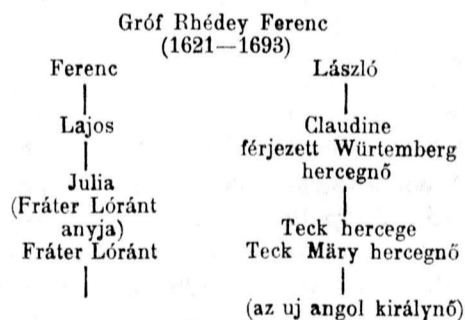 Gróf Rhédey Ferenc
(1621—1693)
Ferenc
Lajos
Julia
(Fráter Lóránt
anyja)
Fráter Lóránt
László
Claudine
férjezett Würtemberg
hercegnő
Teck hercege
Teck Märy hercegnő
(az uj angol királynő)